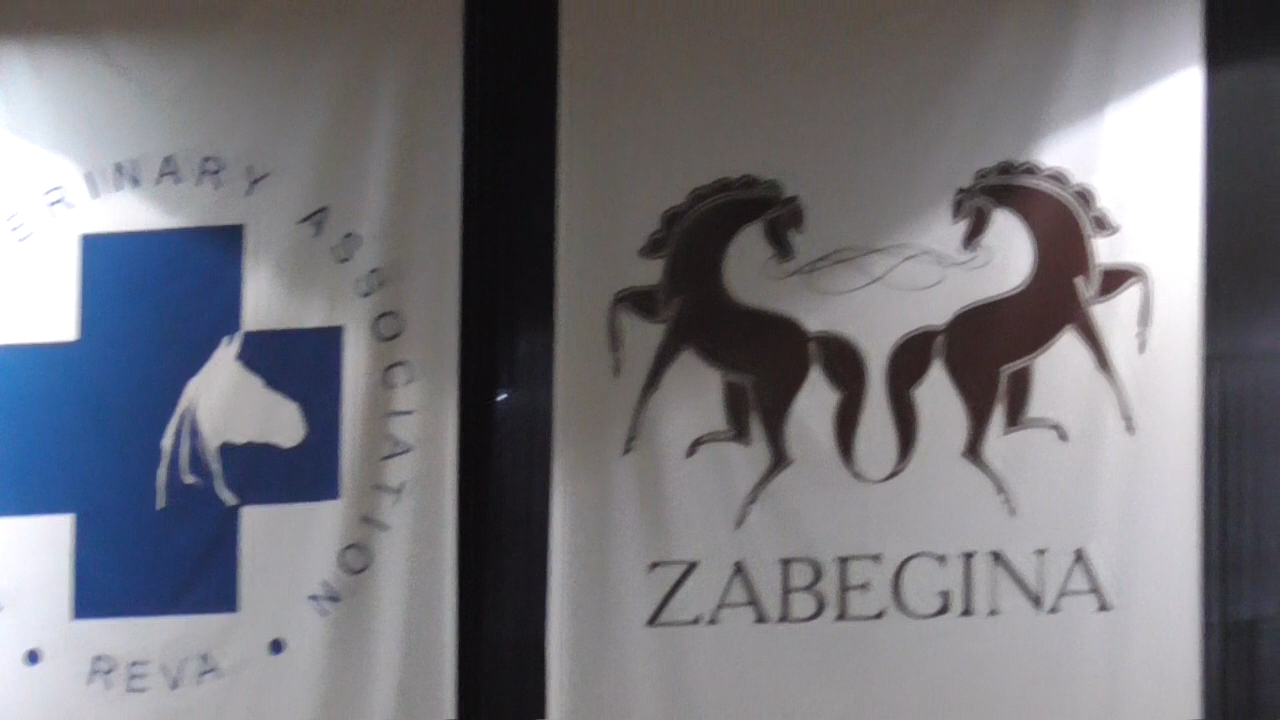 ERINARY ASSOCIATION
• REVA •
ZABEGINA